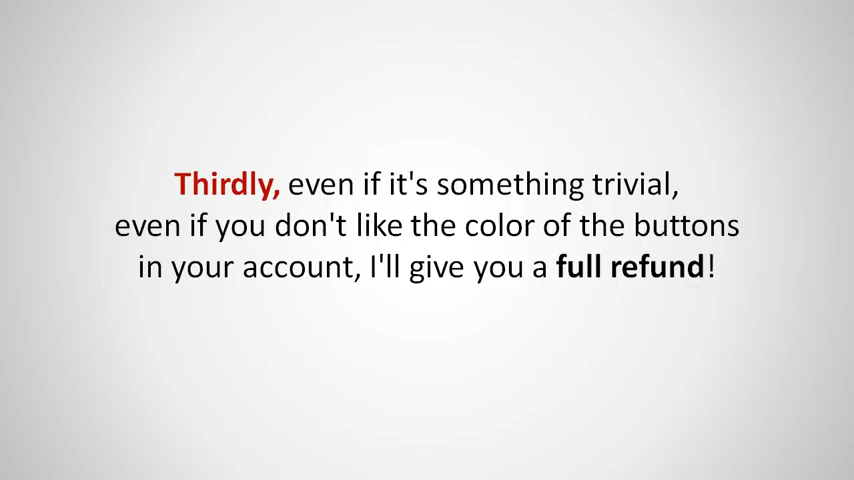 Thirdly, even if it's something trivial,
even if you don't like the color of the buttons
in your account, I'll give you a full refund!